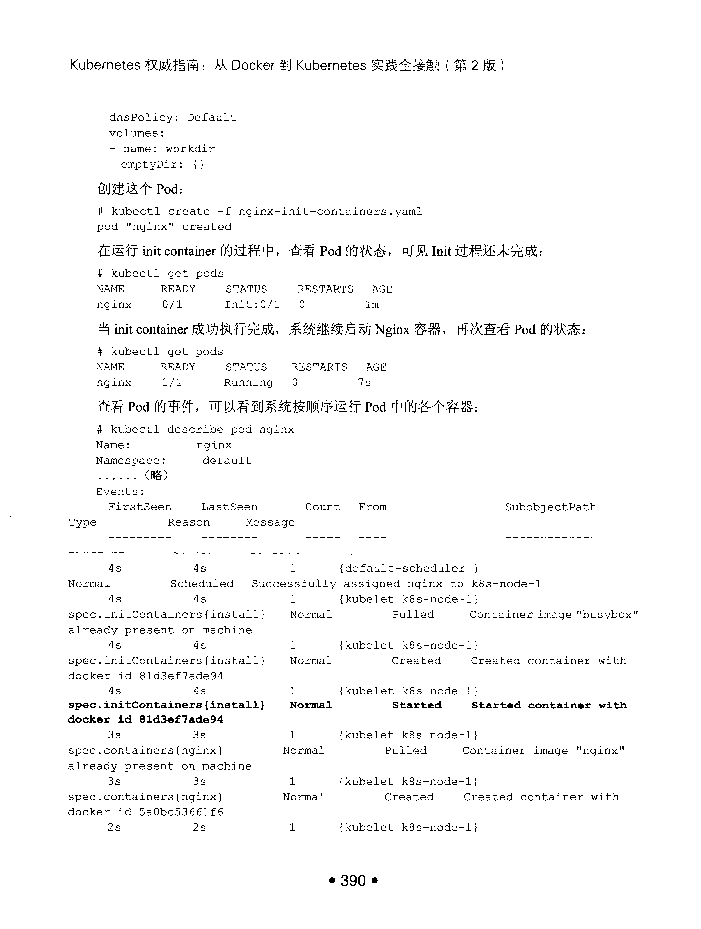 Kubernetes 权威指南：从 Docker 到 Kubernetes 实践全接触（第 2 版）
dnsPolicy: Default
volumes:
- name: workdir
emptyDir: {}
创建这个 Pod：
# kubectl create -f nginx-init-containers.yaml
pod "nginx" created
在运行 init container 的过程中，查看 Pod 的状态，可见 Init 过程还未完成：
# kubectl get pods
NAME READY STATUS RESTARTS AGE
nginx 0/1 Init:0/1 0 1m
当 init container 成功执行完成，系统继续启动 Nginx 容器，再次查看 Pod 的状态：
# kubectl get pods
NAME READY STATUS RESTARTS AGE
nginx 1/1 Running 0 7s
查看 Pod 的事件，可以看到系统按顺序运行 Pod 中的各个容器：
# kubectl describe pod nginx
Name: nginx
Namespace: default
......（略）
Events:
FirstSeen LastSeen Count From SubobjectPath
Type Reason Message
--------- -------- ----- ---- -------------
-------- ------ -------
4s 4s 1 {default-scheduler }
Normal Scheduled Successfully assigned nginx to k8s-node-1
4s 4s 1 {kubelet k8s-node-1}
spec.initContainers{install} Normal Pulled Container image "busybox"
already present on machine
4s 4s 1 {kubelet k8s-node-1}
spec.initContainers{install} Normal Created Created container with
docker id 81d3ef7ade94
4s 4s 1 {kubelet k8s-node-1}
spec.initContainers{install} Normal Started Started container with
docker id 81d3ef7ade94
3s 3s 1 {kubelet k8s-node-1}
spec.containers{nginx} Normal Pulled Container image "nginx"
already present on machine
3s 3s 1 {kubelet k8s-node-1}
spec.containers{nginx} Normal Created Created container with
docker id 5a0bc53661f6
2s 2s 1 {kubelet k8s-node-1}
• 390 •